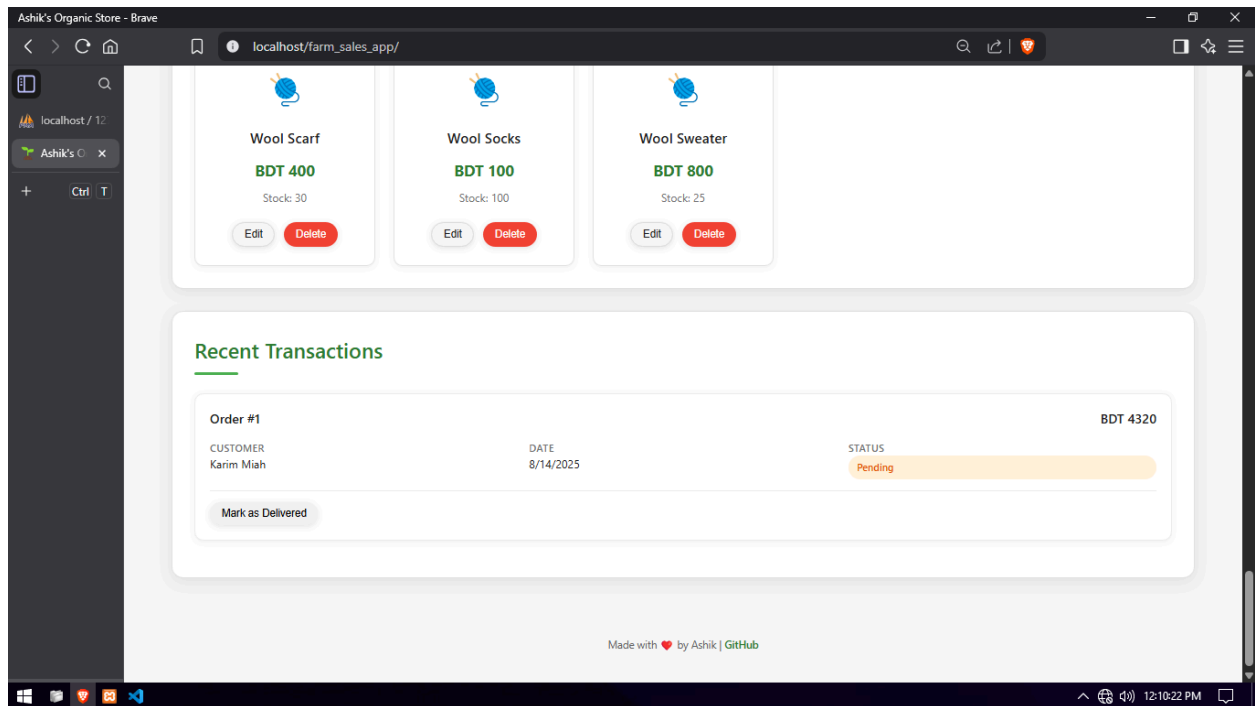 Ashik's Organic Store - Brave
localhost/farm_sales_app/
localhost / 12
Ashik's O
Ctrl T
Wool Scarf
BDT 400
Stock: 30
Edit Delete
Wool Socks
BDT 100
Stock: 100
Edit Delete
Wool Sweater
BDT 800
Stock: 25
Edit Delete
Recent Transactions
Order #1 BDT 4320
CUSTOMER DATE STATUS
Karim Miah 8/14/2025 Pending
Mark as Delivered
Made with ❤️ by Ashik | GitHub
12:10:22 PM